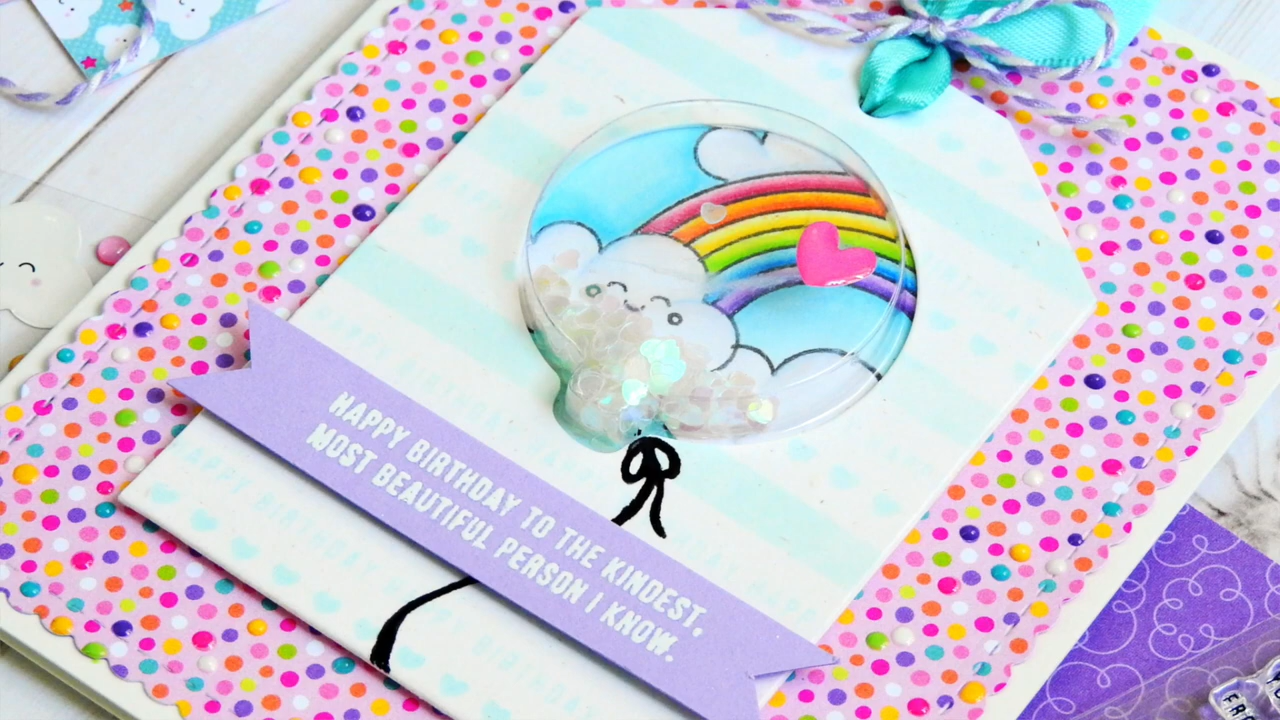 HAPPY BIRTHDAY TO THE KINDEST,
MOST BEAUTIFUL PERSON I KNOW.